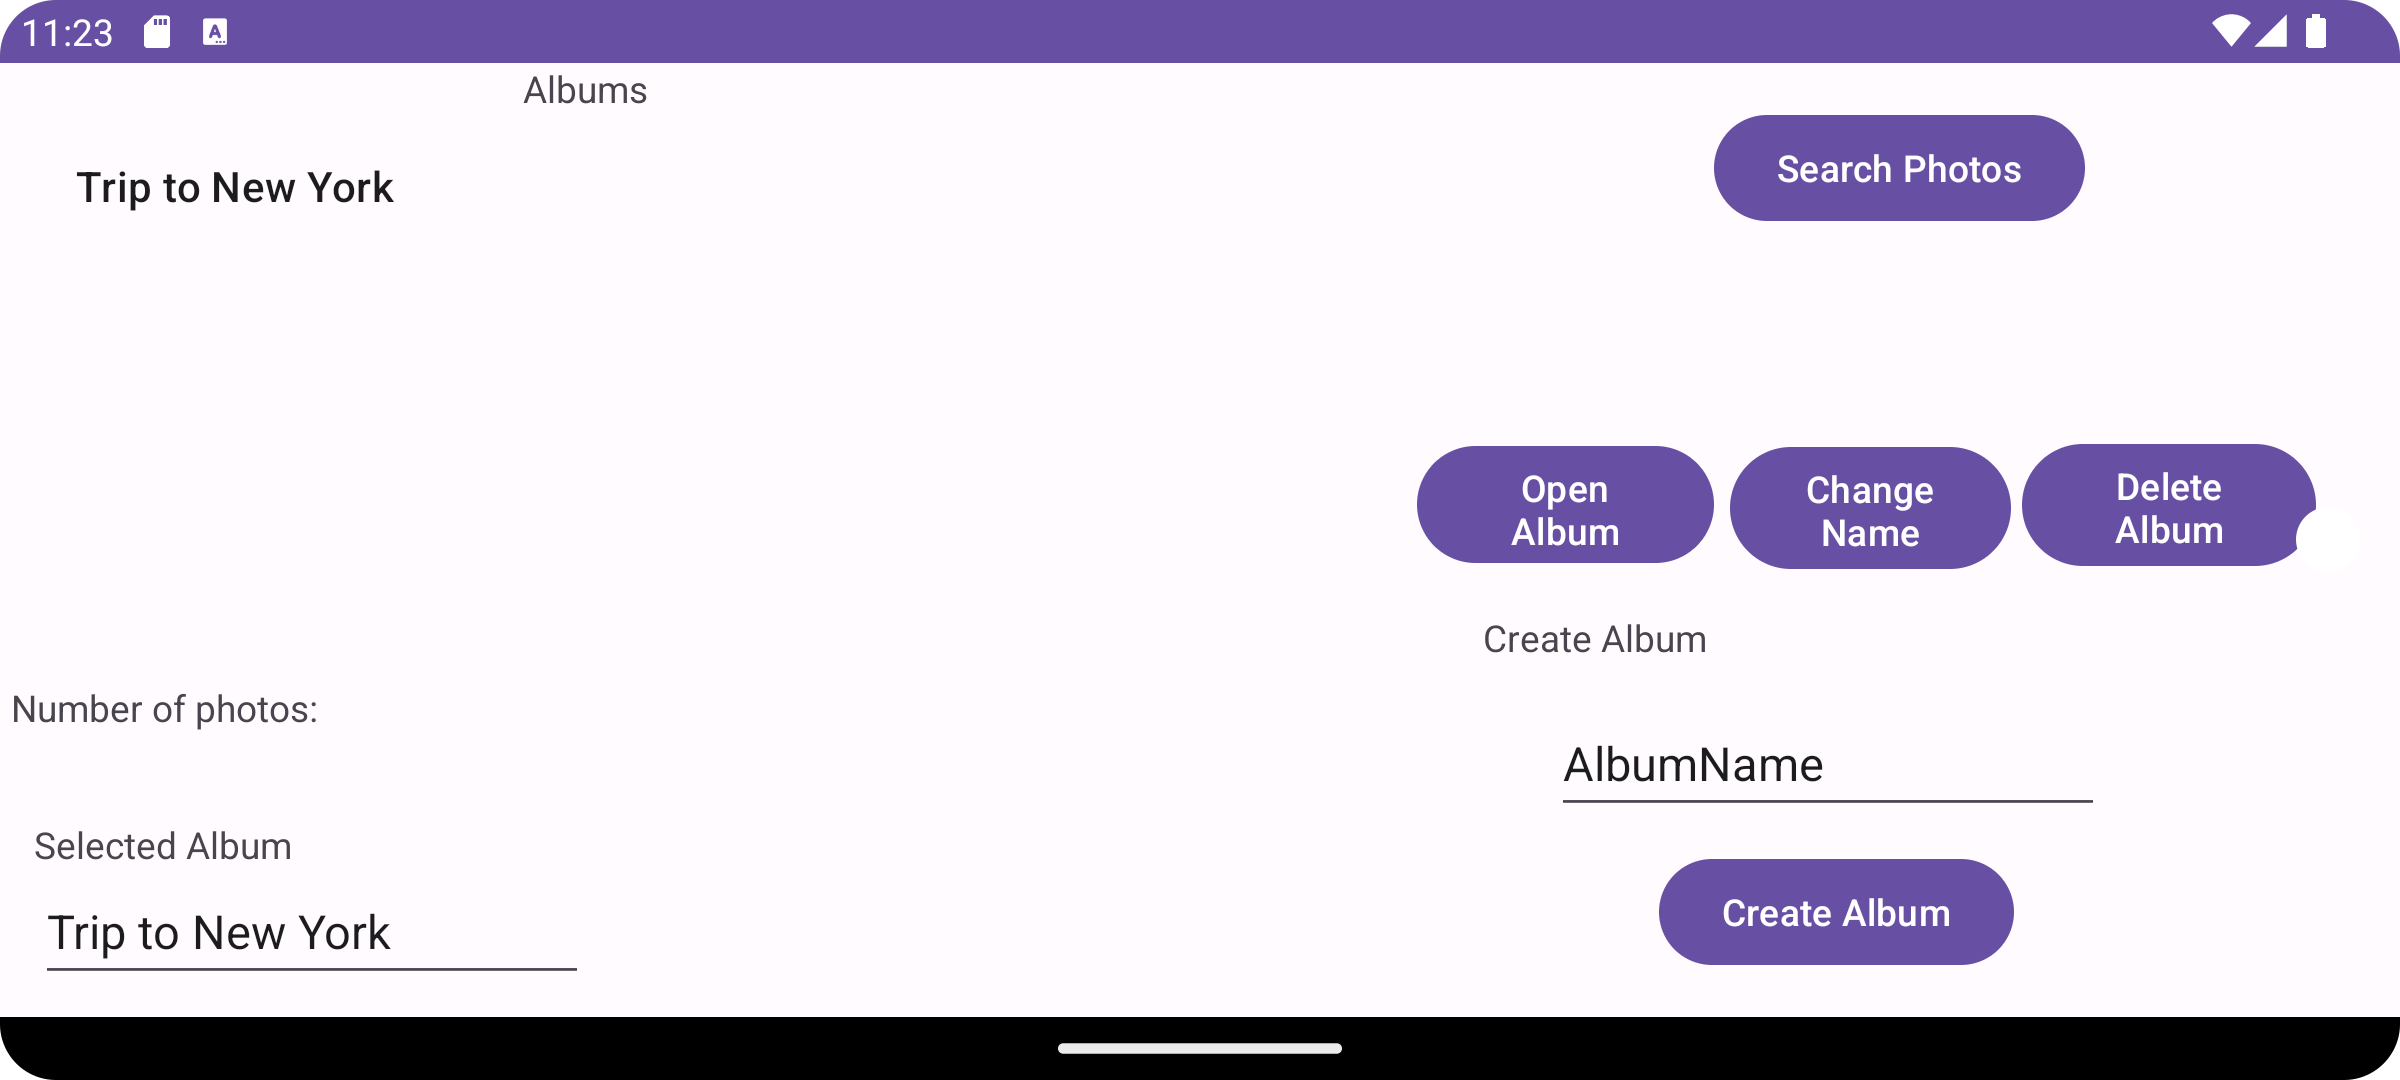 11:23
Albums
Trip to New York
Search Photos
Open
Album
Change
Name
Delete
Album
Create Album
Number of photos:
AlbumName
Selected Album
Trip to New York
Create Album